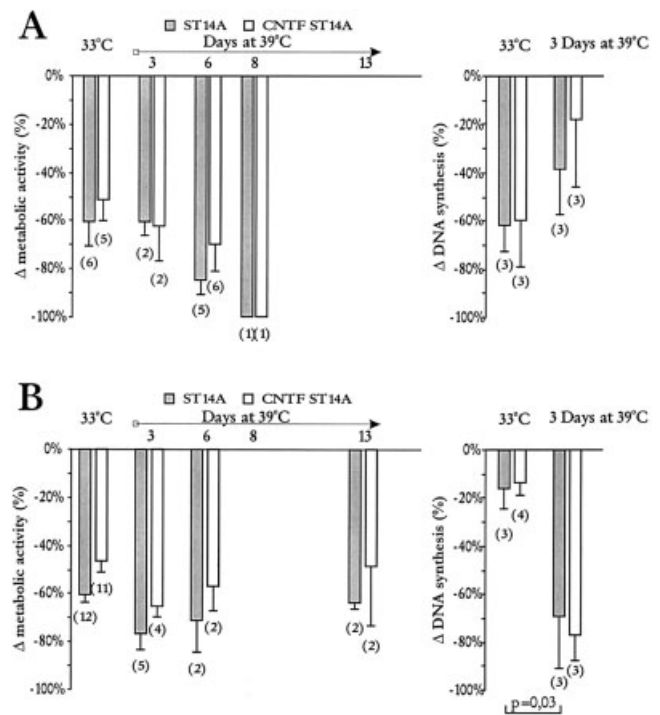 A
ST14A CNTF ST14A
33°C Days at 39°C
3 6 8 13
0%
-20%
-40%
-60%
-80%
-100%
Δ metabolic activity (%)
(6) (5) (2) (2) (5) (6) (1) (1)
33°C 3 Days at 39°C
0%
-20%
-40%
-60%
-80%
-100%
Δ DNA synthesis (%)
(3) (3) (3) (3)
B
ST14A CNTF ST14A
33°C Days at 39°C
3 6 8 13
0%
-20%
-40%
-60%
-80%
-100%
Δ metabolic activity (%)
(12) (11) (5) (4) (2) (2) (2) (2)
33°C 3 Days at 39°C
0%
-20%
-40%
-60%
-80%
-100%
Δ DNA synthesis (%)
(3) (4) (3) (3)
p=0,03